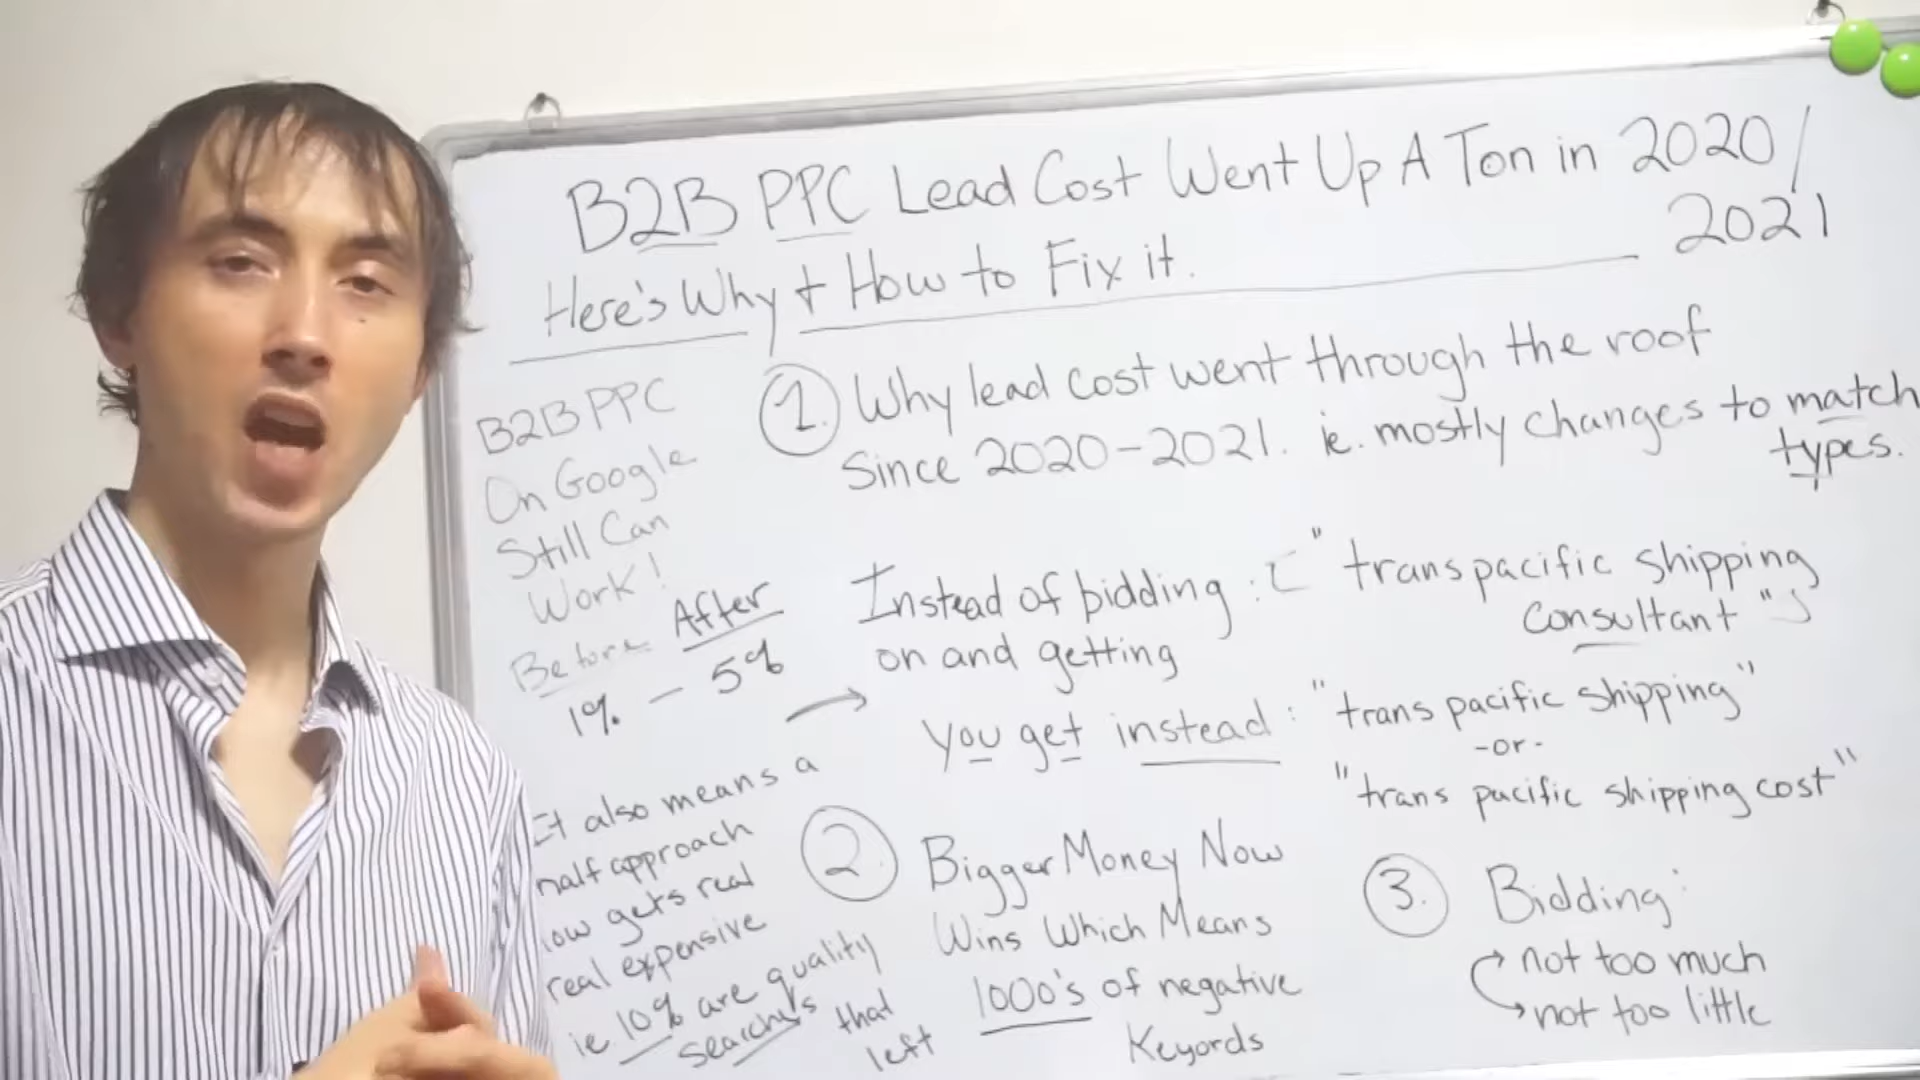 B2B PPC Lead Cost Went Up A Ton in 2020/
2021
Here's Why + How to Fix it.
B2B PPC
On Google
Still Can
Work!
Before After
1% - 5%
1. Why lead cost went through the roof
Since 2020-2021. ie. mostly changes to match
types.
Instead of bidding: ["transpacific shipping
consultant"]
on and getting
You get instead: "trans pacific shipping"
-or-
"trans pacific shipping cost"
It also means a
half approach
now gets real
real expensive
ie. 10% are quality
searches that
left
2. Bigger Money Now
Wins Which Means
1000's of negative
Keyords
3. Bidding:
not too much
not too little